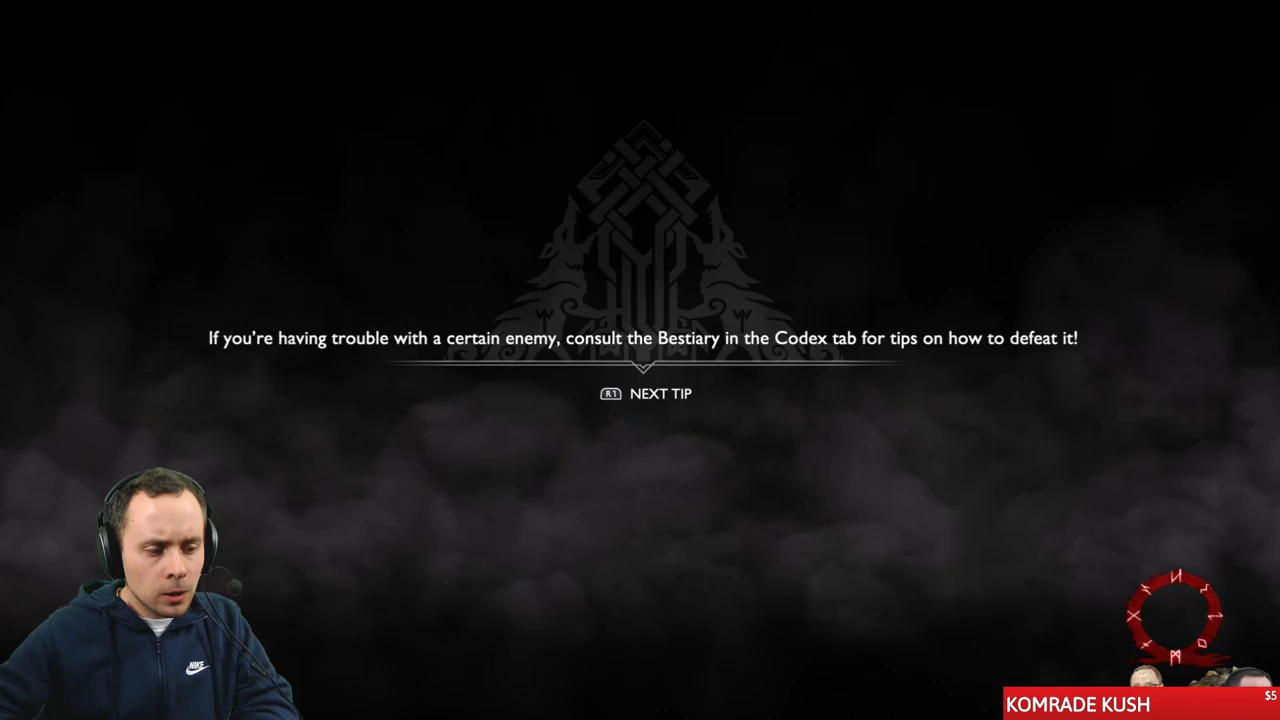 If you're having trouble with a certain enemy, consult the Bestiary in the Codex tab for tips on how to defeat it!
R1 NEXT TIP
NIKE
KOMRADE KUSH
$5